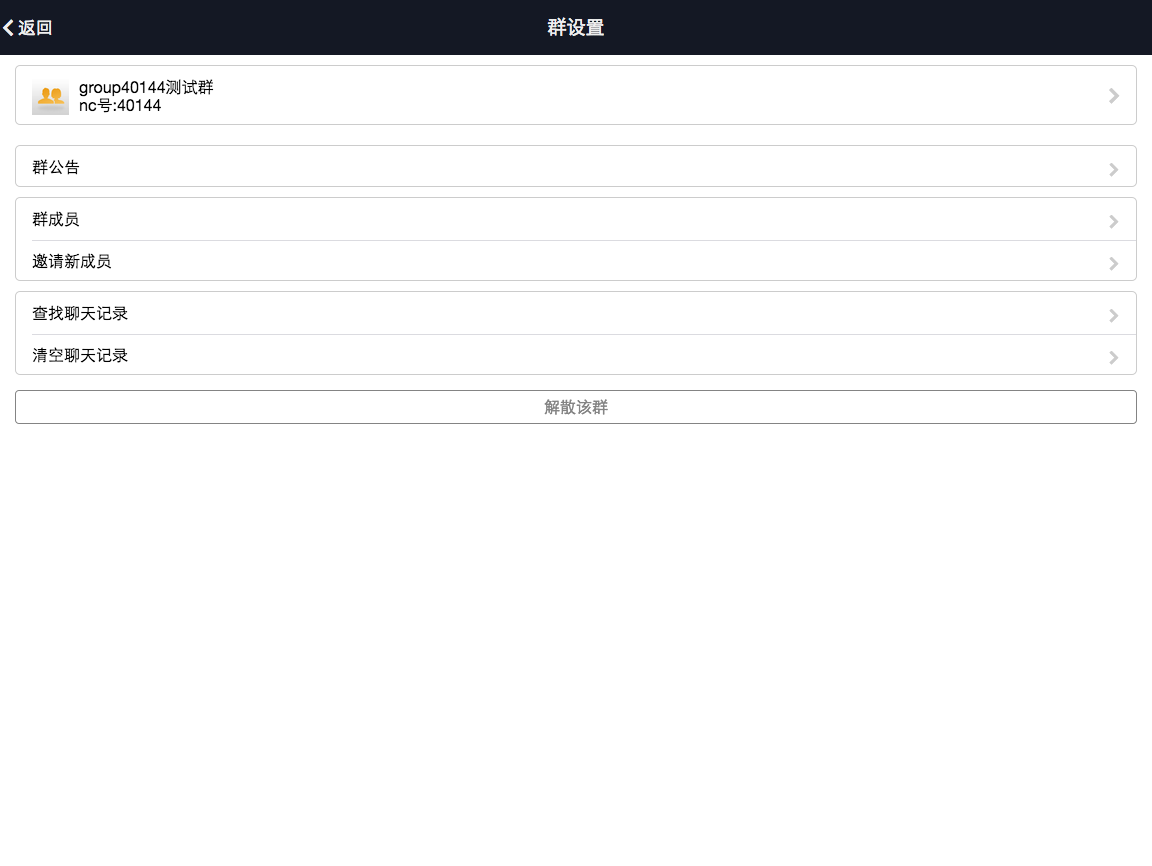 返回
群设置
group40144测试群
nc号:40144
群公告
群成员
邀请新成员
查找聊天记录
清空聊天记录
解散该群